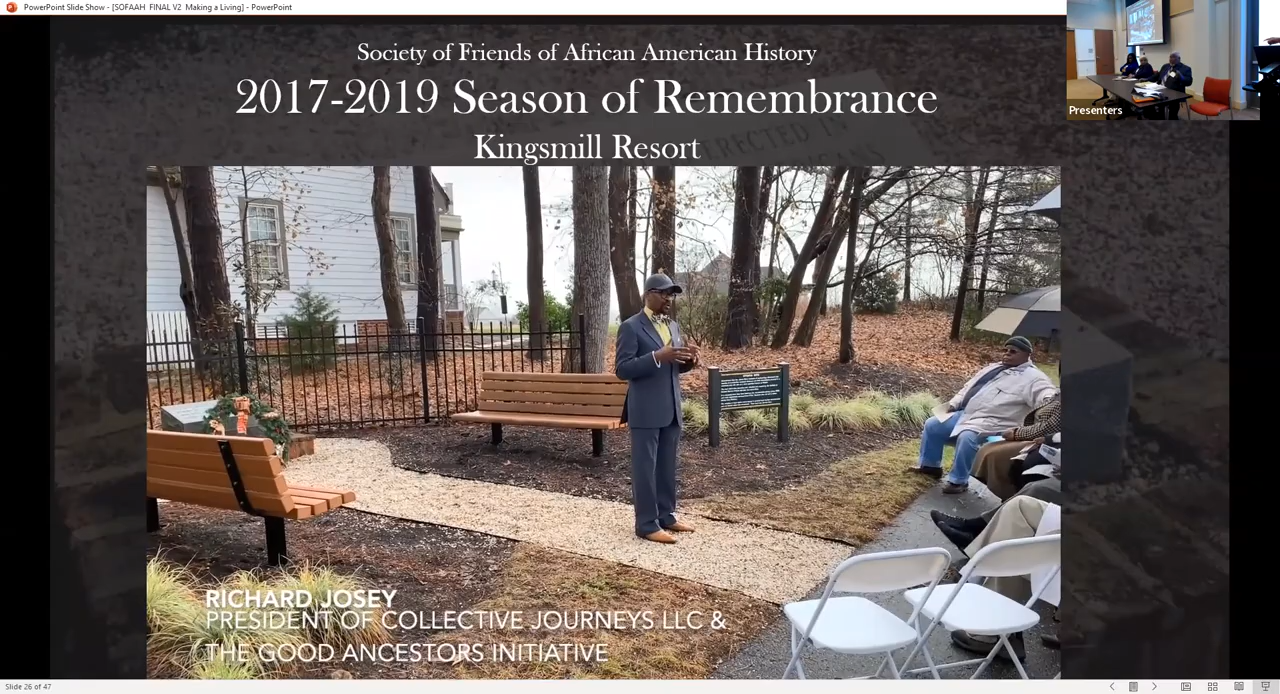 PowerPoint Slide Show - [SOFAAH FINAL V2 Making a Living] - PowerPoint
Society of Friends of African American History
2017-2019 Season of Remembrance
Kingsmill Resort
Presenters
RICHARD JOSEY
PRESIDENT OF COLLECTIVE JOURNEYS LLC &
THE GOOD ANCESTORS INITIATIVE
Slide 26 of 47